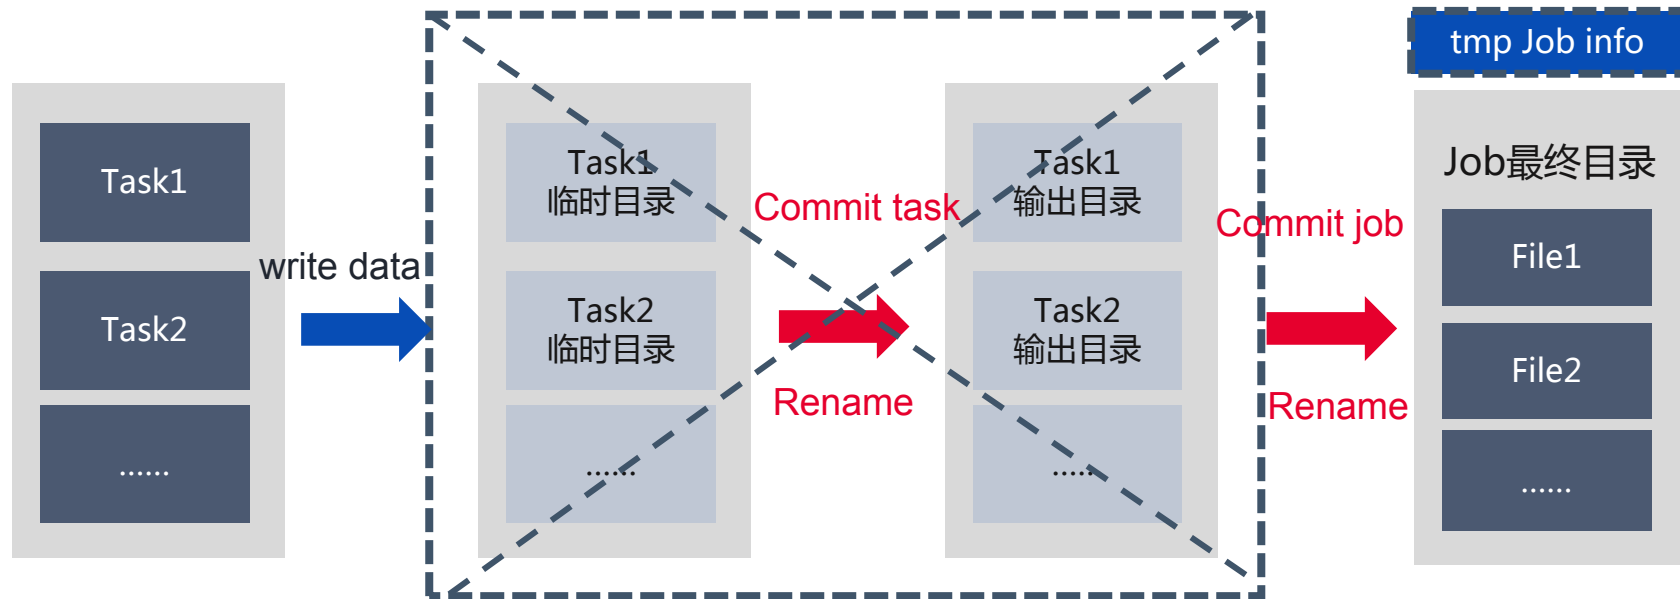 tmp Job info
Task1
Task2
......
write data
Task1
临时目录
Task2
临时目录
......
Commit task
Rename
Task1
输出目录
Task2
输出目录
......
Commit job
Rename
Job最终目录
File1
File2
......